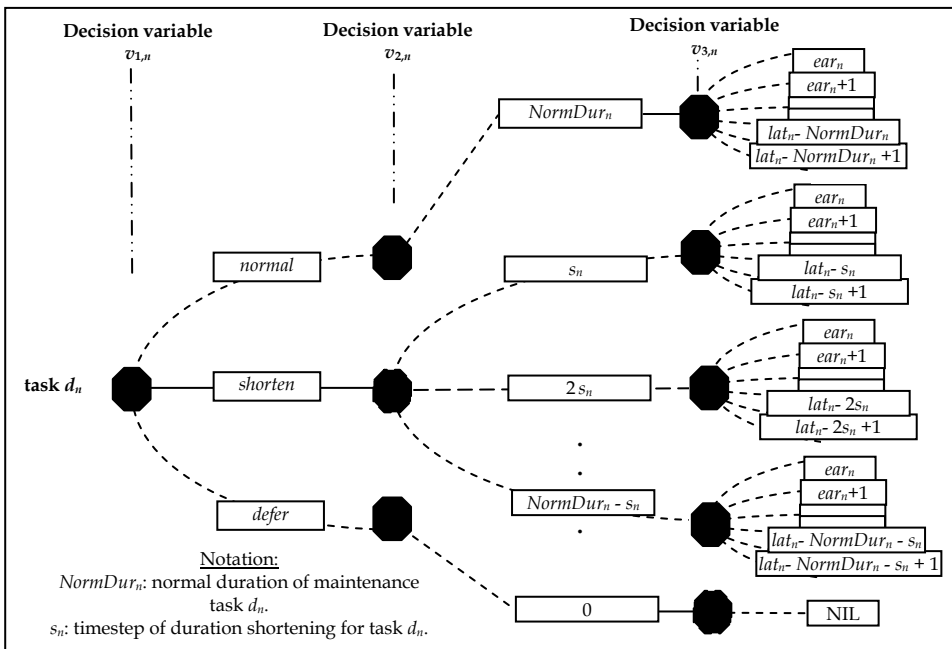 Decision variable
v1,n
Decision variable
v2,n
Decision variable
v3,n
NormDurn
earn
earn+1
latn- NormDurn
latn- NormDurn +1
normal
sn
earn
earn+1
latn- sn
latn- sn +1
task dn
shorten
2 sn
earn
earn+1
latn- 2sn
latn- 2sn +1
.
.
.
defer
NormDurn - sn
earn
earn+1
latn- NormDurn - sn
latn- NormDurn - sn + 1
Notation:
NormDurn: normal duration of maintenance
task dn.
sn: timestep of duration shortening for task dn.
0
NIL